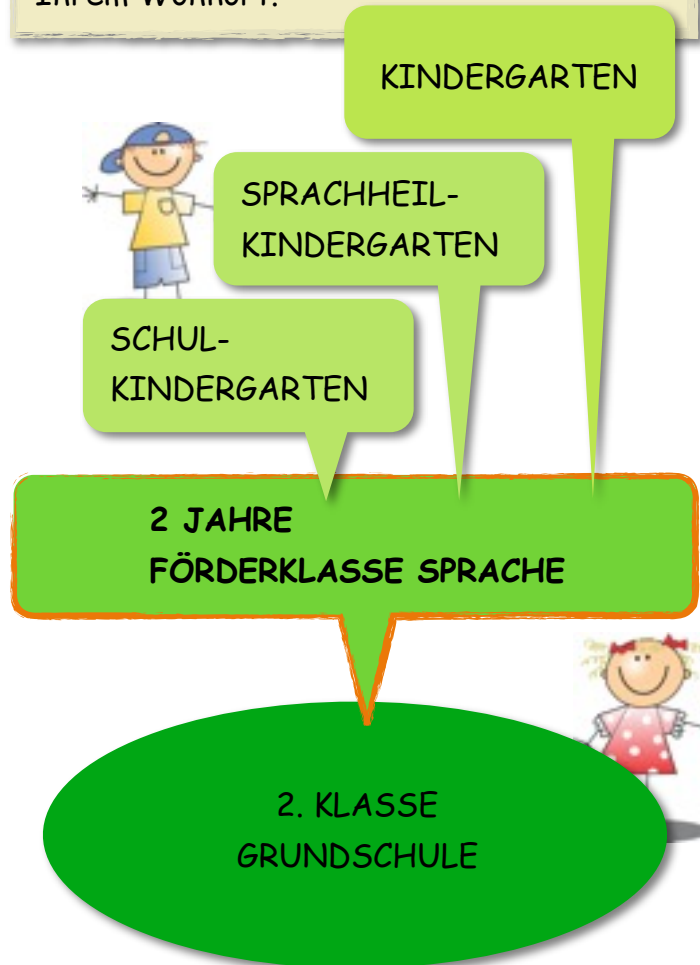 KINDERGARTEN
SPRACHHEIL-
KINDERGARTEN
SCHUL-
KINDERGARTEN
2 JAHRE
FÖRDERKLASSE SPRACHE
2. KLASSE
GRUNDSCHULE